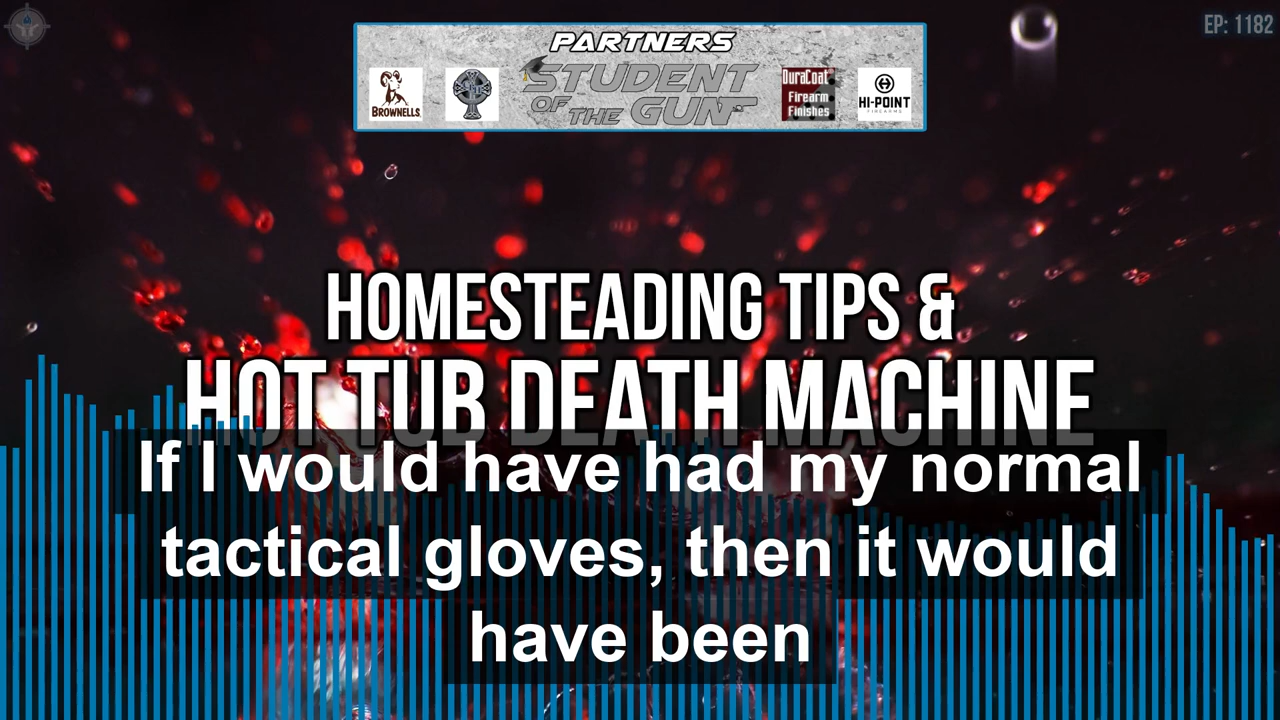 EP: 1182
PARTNERS
STUDENT
OF THE GUN
BROWNELLS
DuraCoat
Firearm
Finishes
HI-POINT
FIREARMS
HOMESTEADING TIPS &
HOT TUB DEATH MACHINE
If I would have had my normal
tactical gloves, then it would
have been